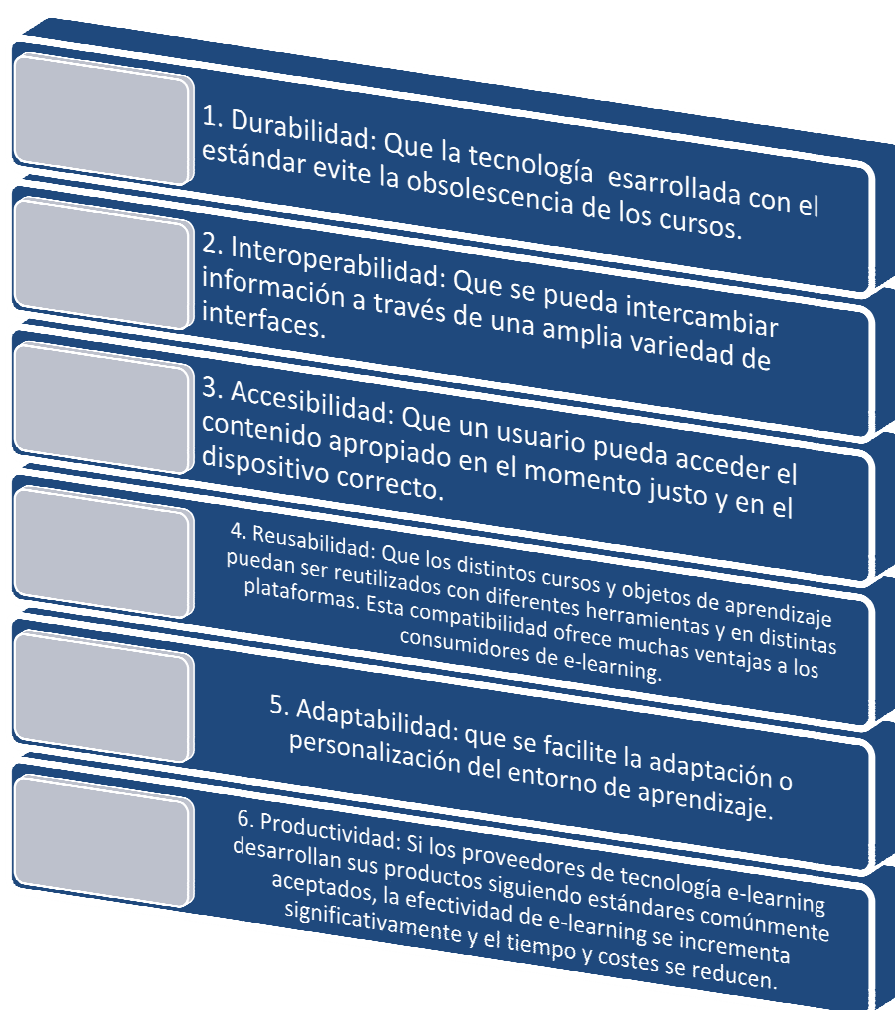 1. Durabilidad: Que la tecnología esarrollada con el
estándar evite la obsolescencia de los cursos.
2. Interoperabilidad: Que se pueda intercambiar
información a través de una amplia variedad de
interfaces.
3. Accesibilidad: Que un usuario pueda acceder el
contenido apropiado en el momento justo y en el
dispositivo correcto.
4. Reusabilidad: Que los distintos cursos y objetos de aprendizaje
puedan ser reutilizados con diferentes herramientas y en distintas
plataformas. Esta compatibilidad ofrece muchas ventajas a los
consumidores de e-learning.
5. Adaptabilidad: que se facilite la adaptación o
personalización del entorno de aprendizaje.
6. Productividad: Si los proveedores de tecnología e-learning
desarrollan sus productos siguiendo estándares comúnmente
aceptados, la efectividad de e-learning se incrementa
significativamente y el tiempo y costes se reducen.